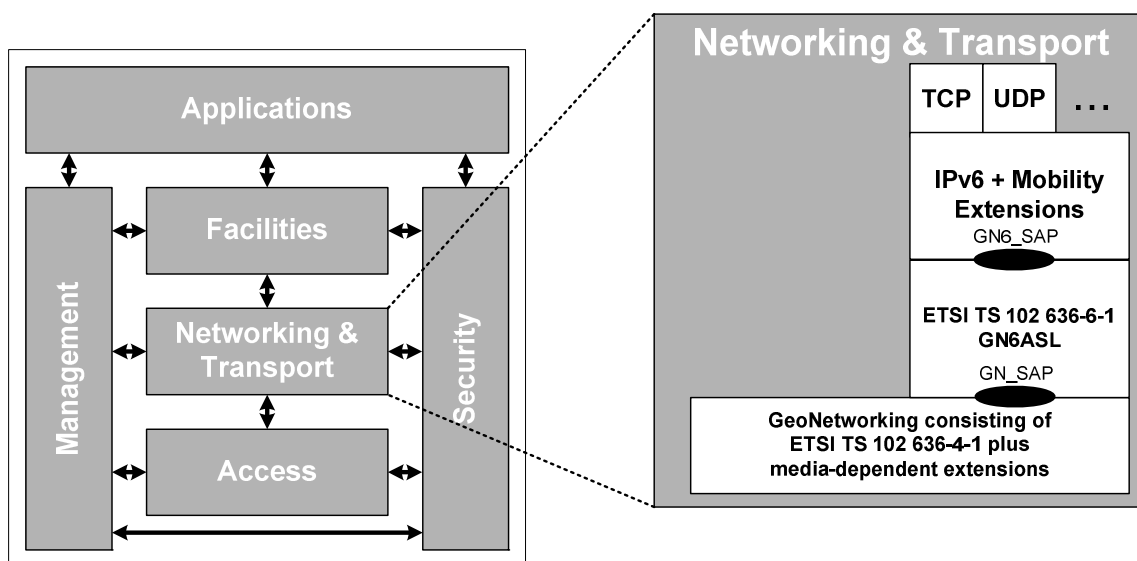 Applications
Facilities
Management
Networking &
Transport
Security
Access
Networking & Transport
TCP
UDP
...
IPv6 + Mobility
Extensions
GN6_SAP
ETSI TS 102 636-6-1
GN6ASL
GN_SAP
GeoNetworking consisting of
ETSI TS 102 636-4-1 plus
media-dependent extensions